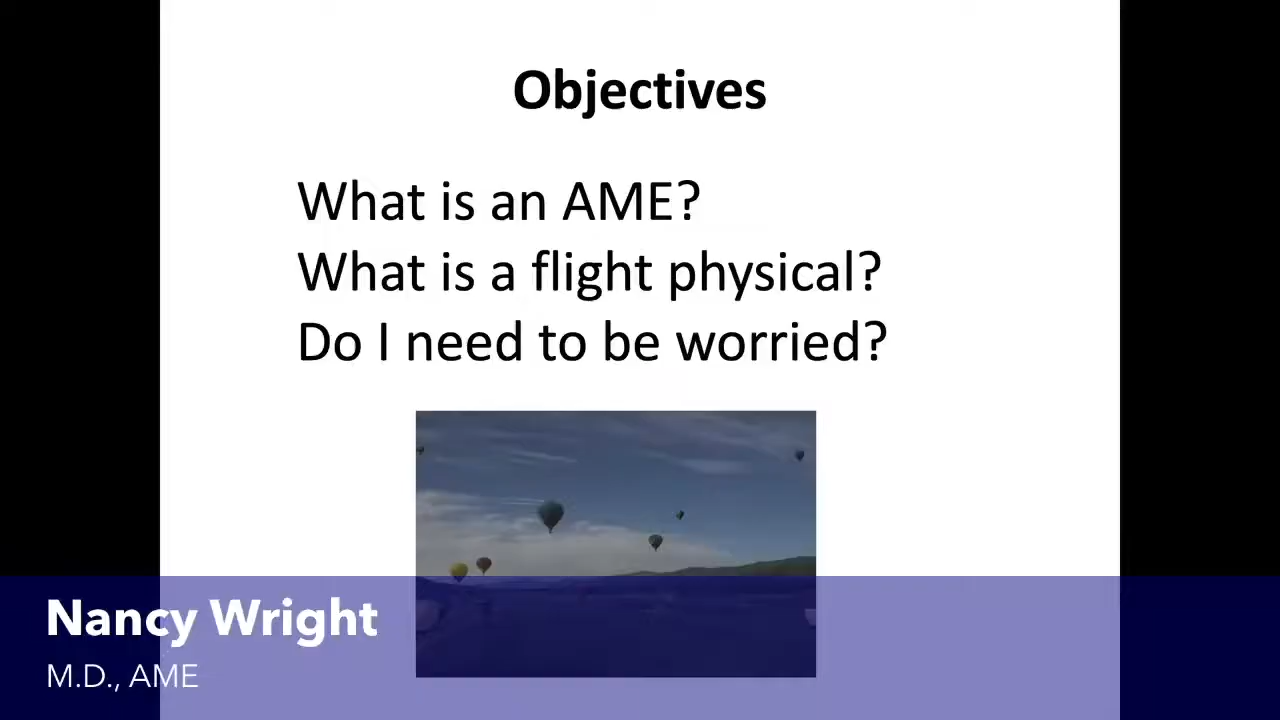 Objectives
What is an AME?
What is a flight physical?
Do I need to be worried?
Nancy Wright
M.D., AME